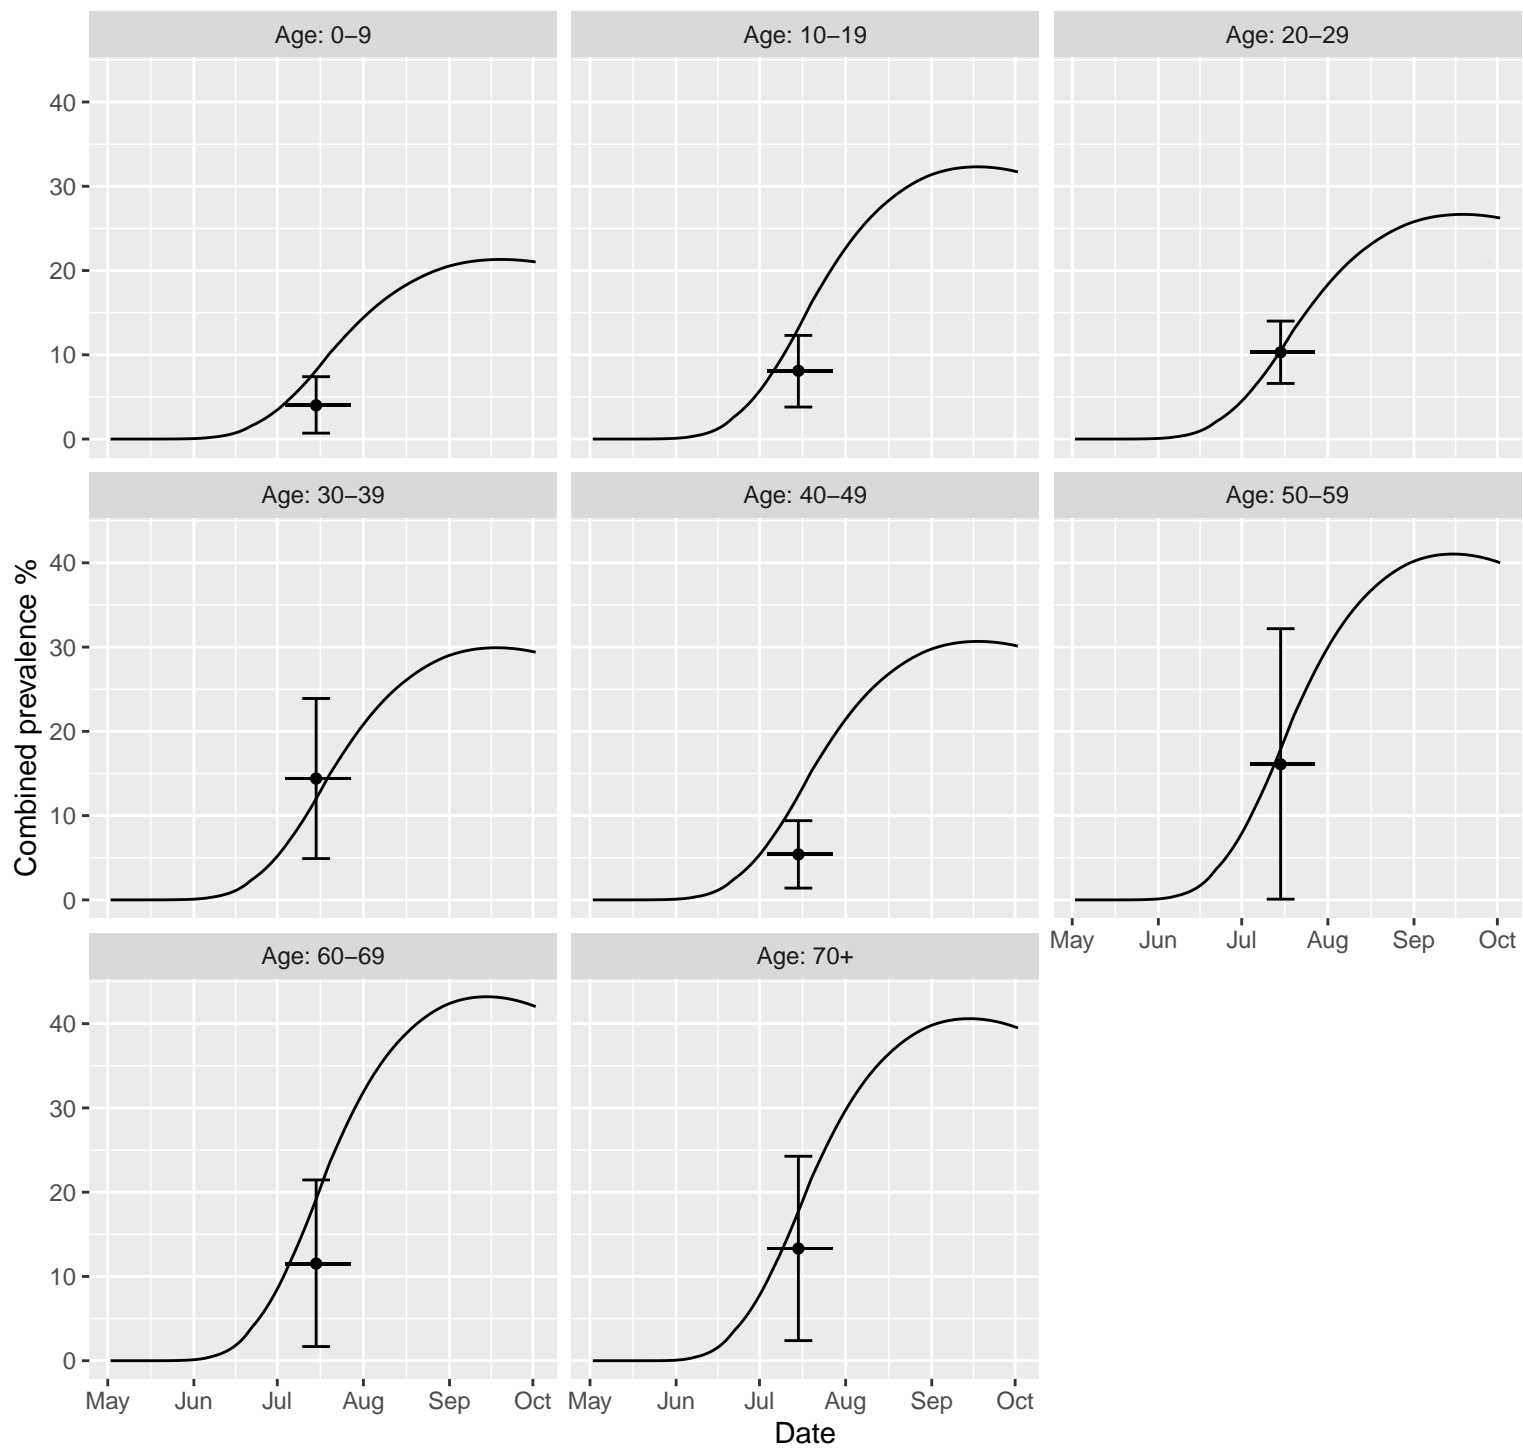 Age: 0–9
Age: 10–19
Age: 20–29
40
30
20
10
0
Age: 30–39
Age: 40–49
Age: 50–59
40
30
20
10
0
May Jun Jul Aug Sep Oct
Age: 60–69
Age: 70+
40
30
20
10
0
May Jun Jul Aug Sep Oct
May Jun Jul Aug Sep Oct
Combined prevalence %
Date